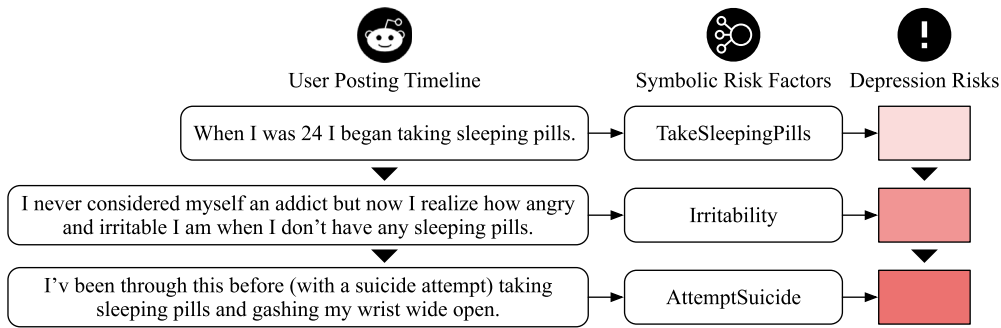 User Posting Timeline
Symbolic Risk Factors
Depression Risks
When I was 24 I began taking sleeping pills.
TakeSleepingPills
I never considered myself an addict but now I realize how angry
and irritable I am when I don't have any sleeping pills.
Irritability
I'v been through this before (with a suicide attempt) taking
sleeping pills and gashing my wrist wide open.
AttemptSuicide